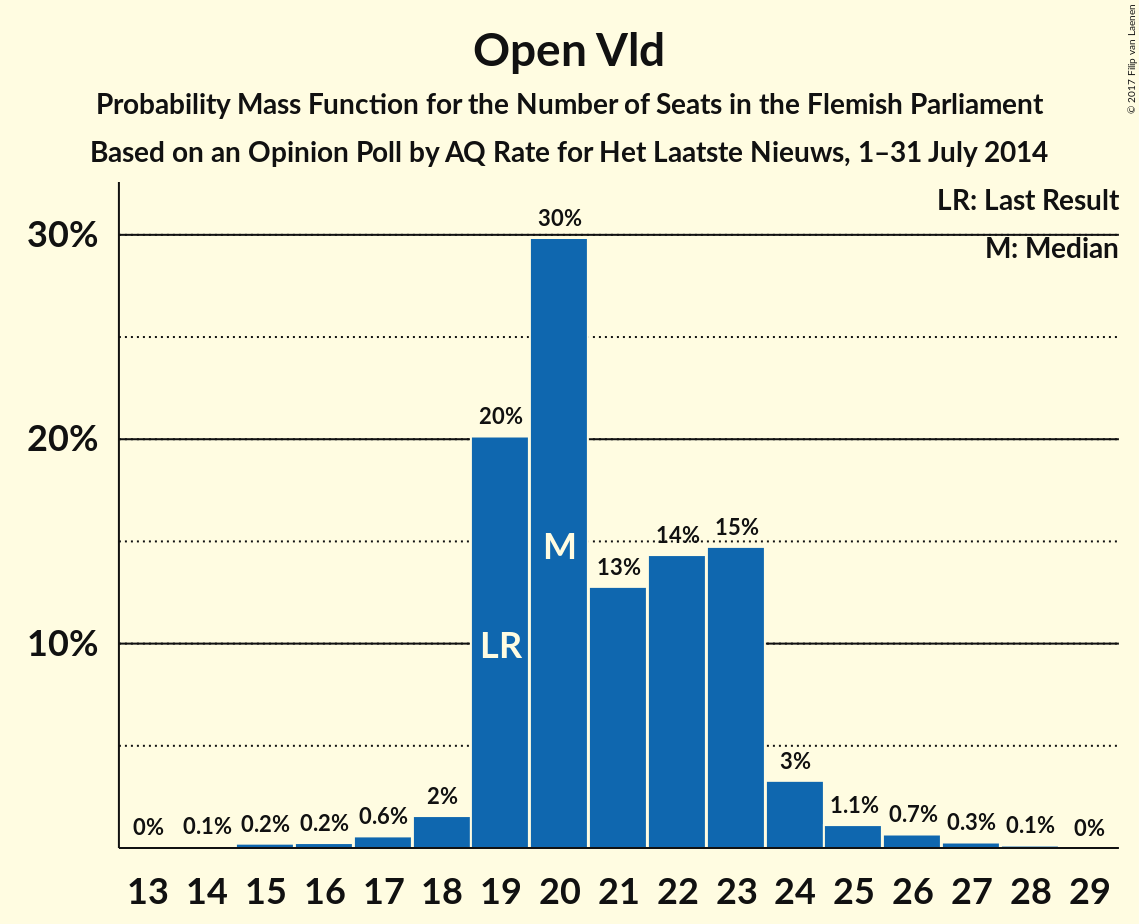 Open Vld
Probability Mass Function for the Number of Seats in the Flemish Parliament
Based on an Opinion Poll by AQ Rate for Het Laatste Nieuws, 1–31 July 2014
© 2017 Filip van Laenen
LR: Last Result
M: Median
30%
20%
10%
0%
0.1%
0.2%
0.2%
0.6%
2%
20%
30%
13%
14%
15%
3%
1.1%
0.7%
0.3%
0.1%
0%
LR
M
13 14 15 16 17 18 19 20 21 22 23 24 25 26 27 28 29